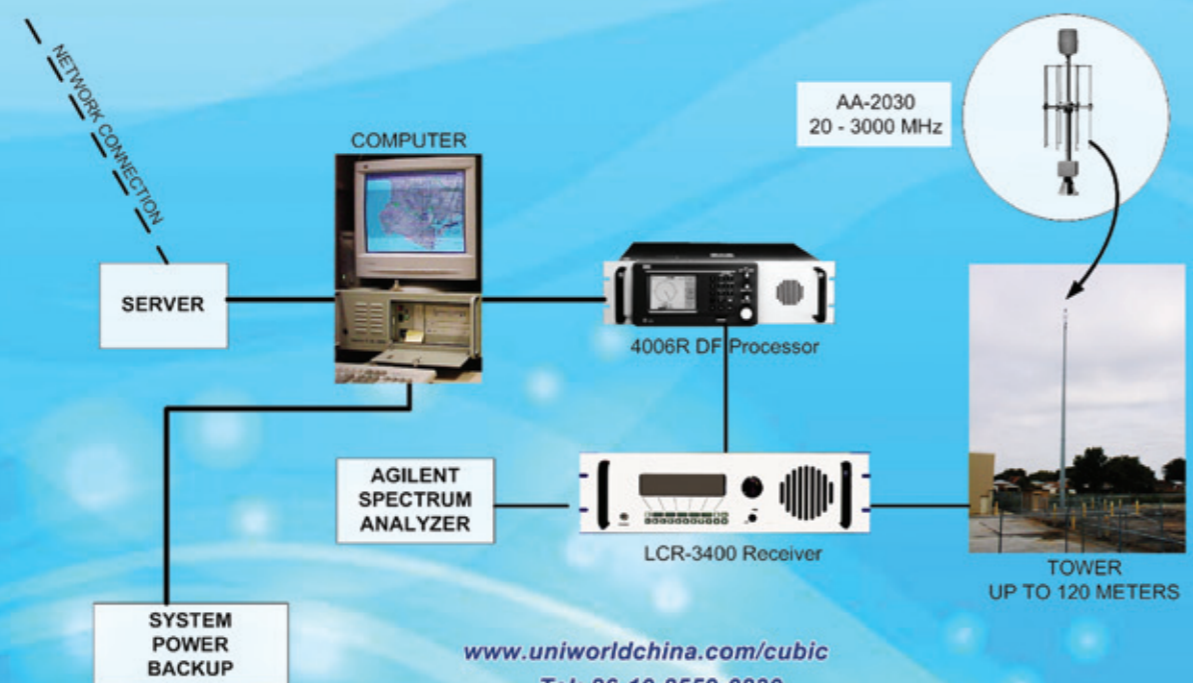 NETWORK CONNECTION
COMPUTER
AA-2030
20 - 3000 MHz
SERVER
4006R DF Processor
AGILENT
SPECTRUM
ANALYZER
LCR-3400 Receiver
TOWER
UP TO 120 METERS
SYSTEM
POWER
BACKUP
www.uniworldchina.com/cubic